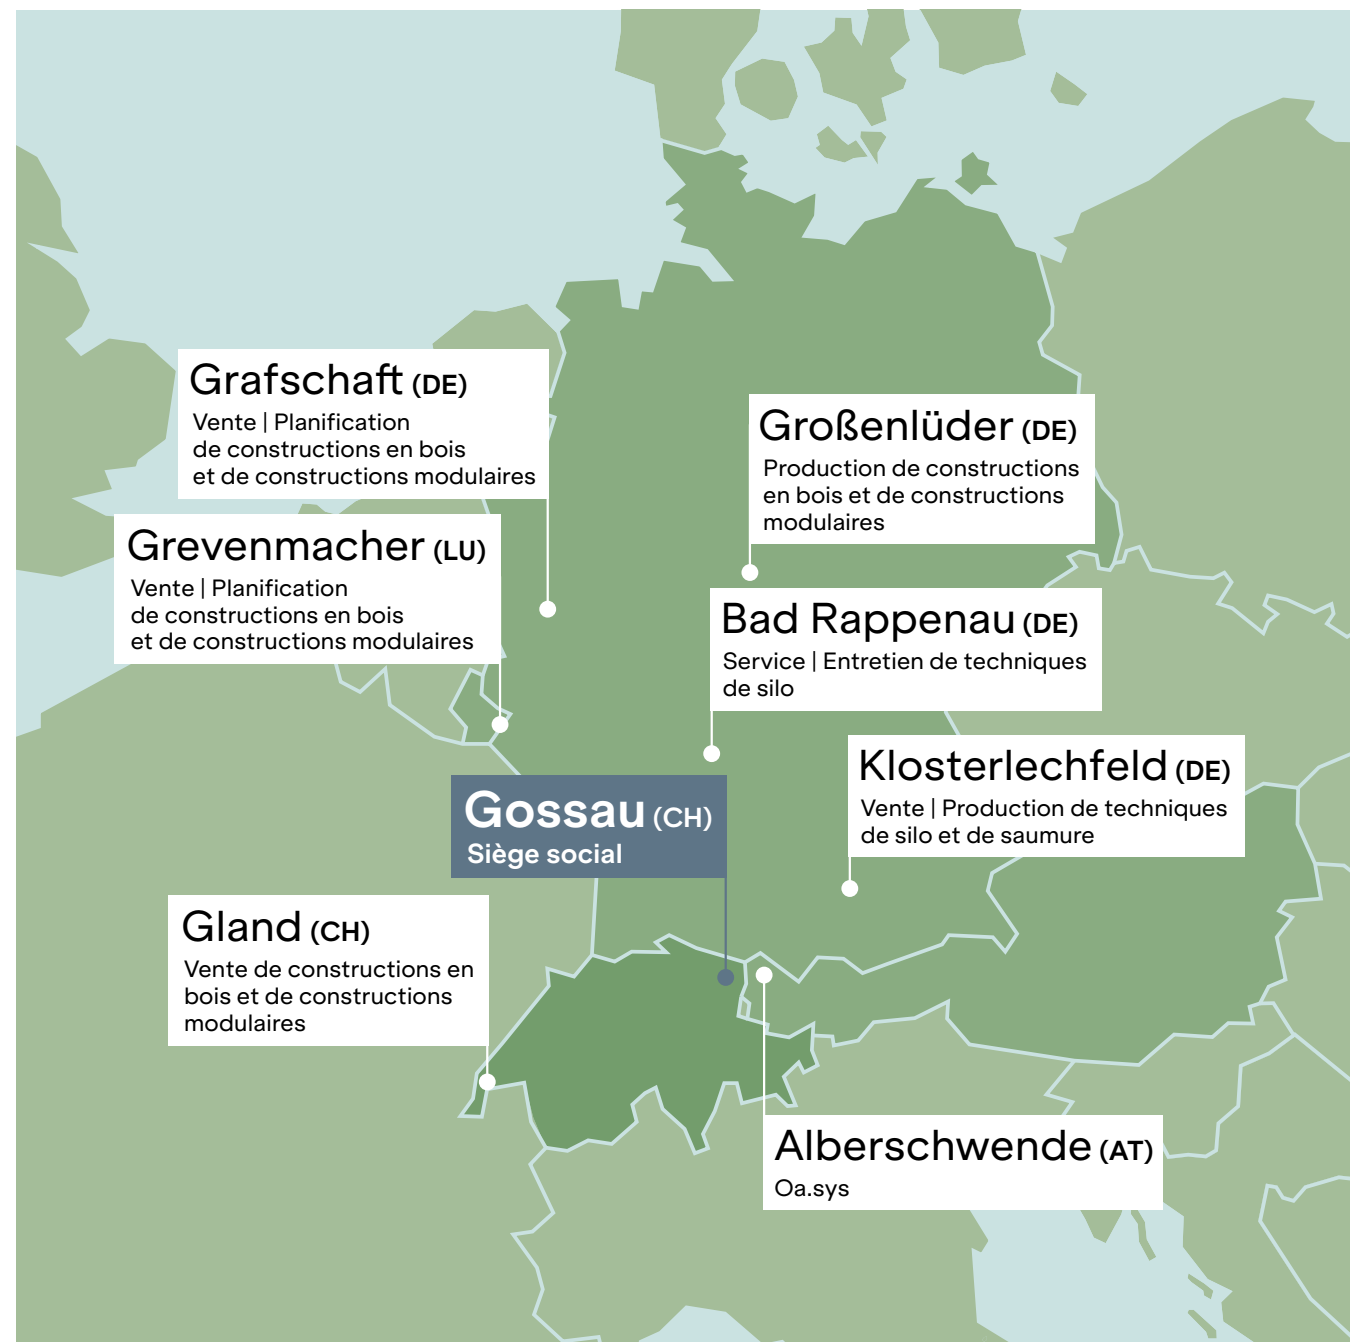 Grafschaft (DE)
Vente | Planification
de constructions en bois
et de constructions modulaires
Großenlüder (DE)
Production de constructions
en bois et de constructions
modulaires
Grevenmacher (LU)
Vente | Planification
de constructions en bois
et de constructions modulaires
Bad Rappenau (DE)
Service | Entretien de techniques
de silo
Klosterlechfeld (DE)
Vente | Production de techniques
de silo et de saumure
Gossau (CH)
Siège social
Gland (CH)
Vente de constructions en
bois et de constructions
modulaires
Alberschwende (AT)
Oa.sys